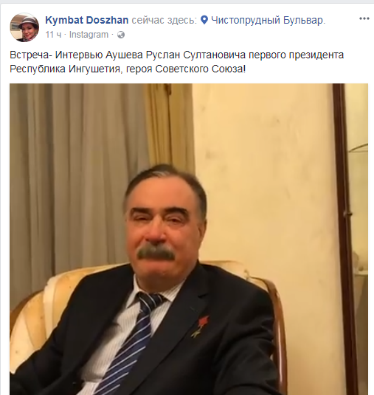 Kymbat Doszhan сейчас здесь: Чистопрудный Бульвар.
11 ч · Instagram ·
Встреча- Интервью Аушева Руслан Султановича первого президента
Республика Ингушетия, героя Советского Союза!